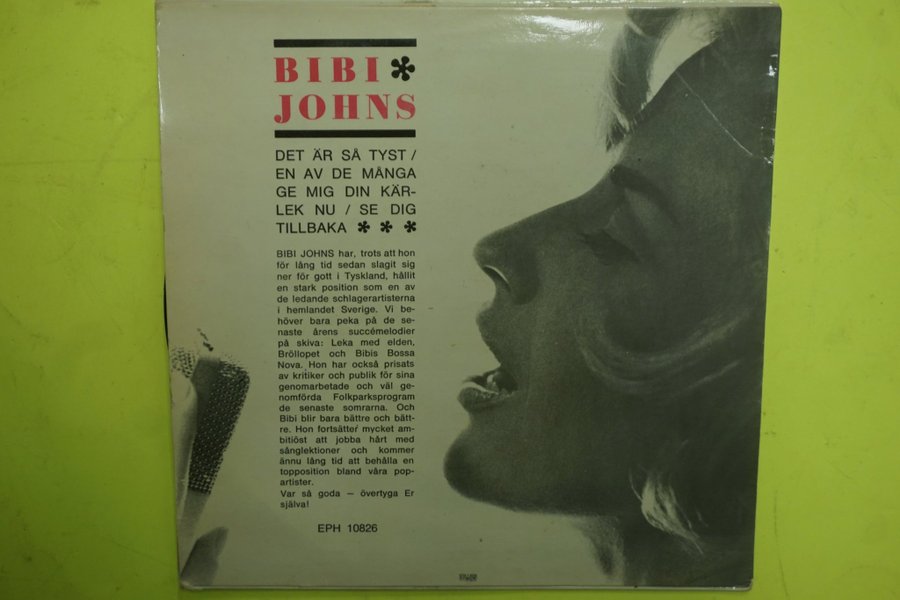 BIBI *
JOHNS
DET ÄR SÅ TYST /
EN AV DE MÅNGA
GE MIG DIN KÄR-
LEK NU / SE DIG
TILLBAKA * * *
BIBI JOHNS har, trots att hon
för lång tid sedan slagit sig
ner för gott i Tyskland, hållit
en stark position som en av
de ledande schlagerartisterna
i hemlandet Sverige. Vi be-
höver bara peka på de se-
naste årens succémelodier
på skiva: Leka med elden,
Bröllopet och Bibis Bossa
Nova. Hon har också prisats
av kritiker och publik för sina
genomarbetade och väl ge-
nomförda Folkparksprogram
de senaste somrarna. Och
Bibi blir bara bättre och bätt-
re. Hon fortsätter mycket am-
bitiöst att jobba hårt med
sånglektioner och kommer
ännu lång tid att behålla en
topposition bland våra pop-
artister.
Var så goda — övertyga Er
själva!
EPH 10826